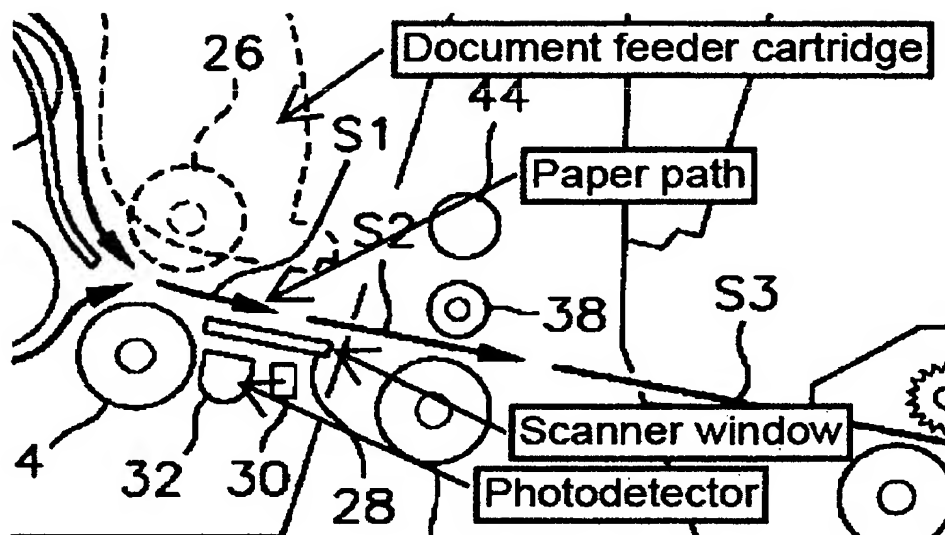 Document feeder cartridge
26
44
S1
Paper path
S2
38
S3
4
32
30
28
Scanner window
Photodetector